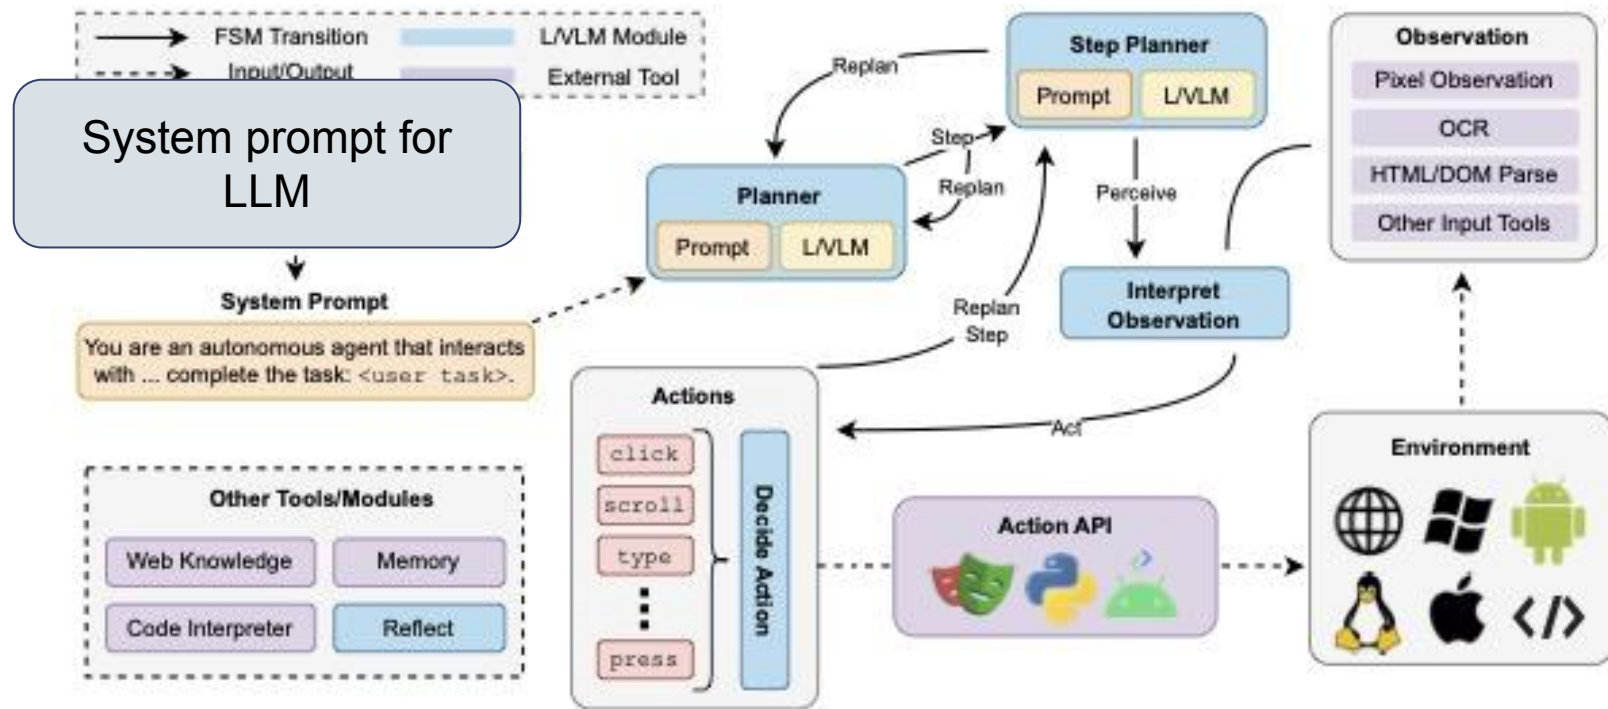 FSM Transition
L/VLM Module
Input/Output
External Tool
System prompt for
LLM
System Prompt
You are an autonomous agent that interacts
with ... complete the task: <user task>.
Replan
Step Planner
Prompt
L/VLM
Step
Replan
Planner
Prompt
L/VLM
Perceive
Interpret
Observation
Replan
Step
Act
Observation
Pixel Observation
OCR
HTML/DOM Parse
Other Input Tools
Other Tools/Modules
Web Knowledge
Memory
Code Interpreter
Reflect
Actions
click
scroll
type
press
Decide Action
Action API
Environment